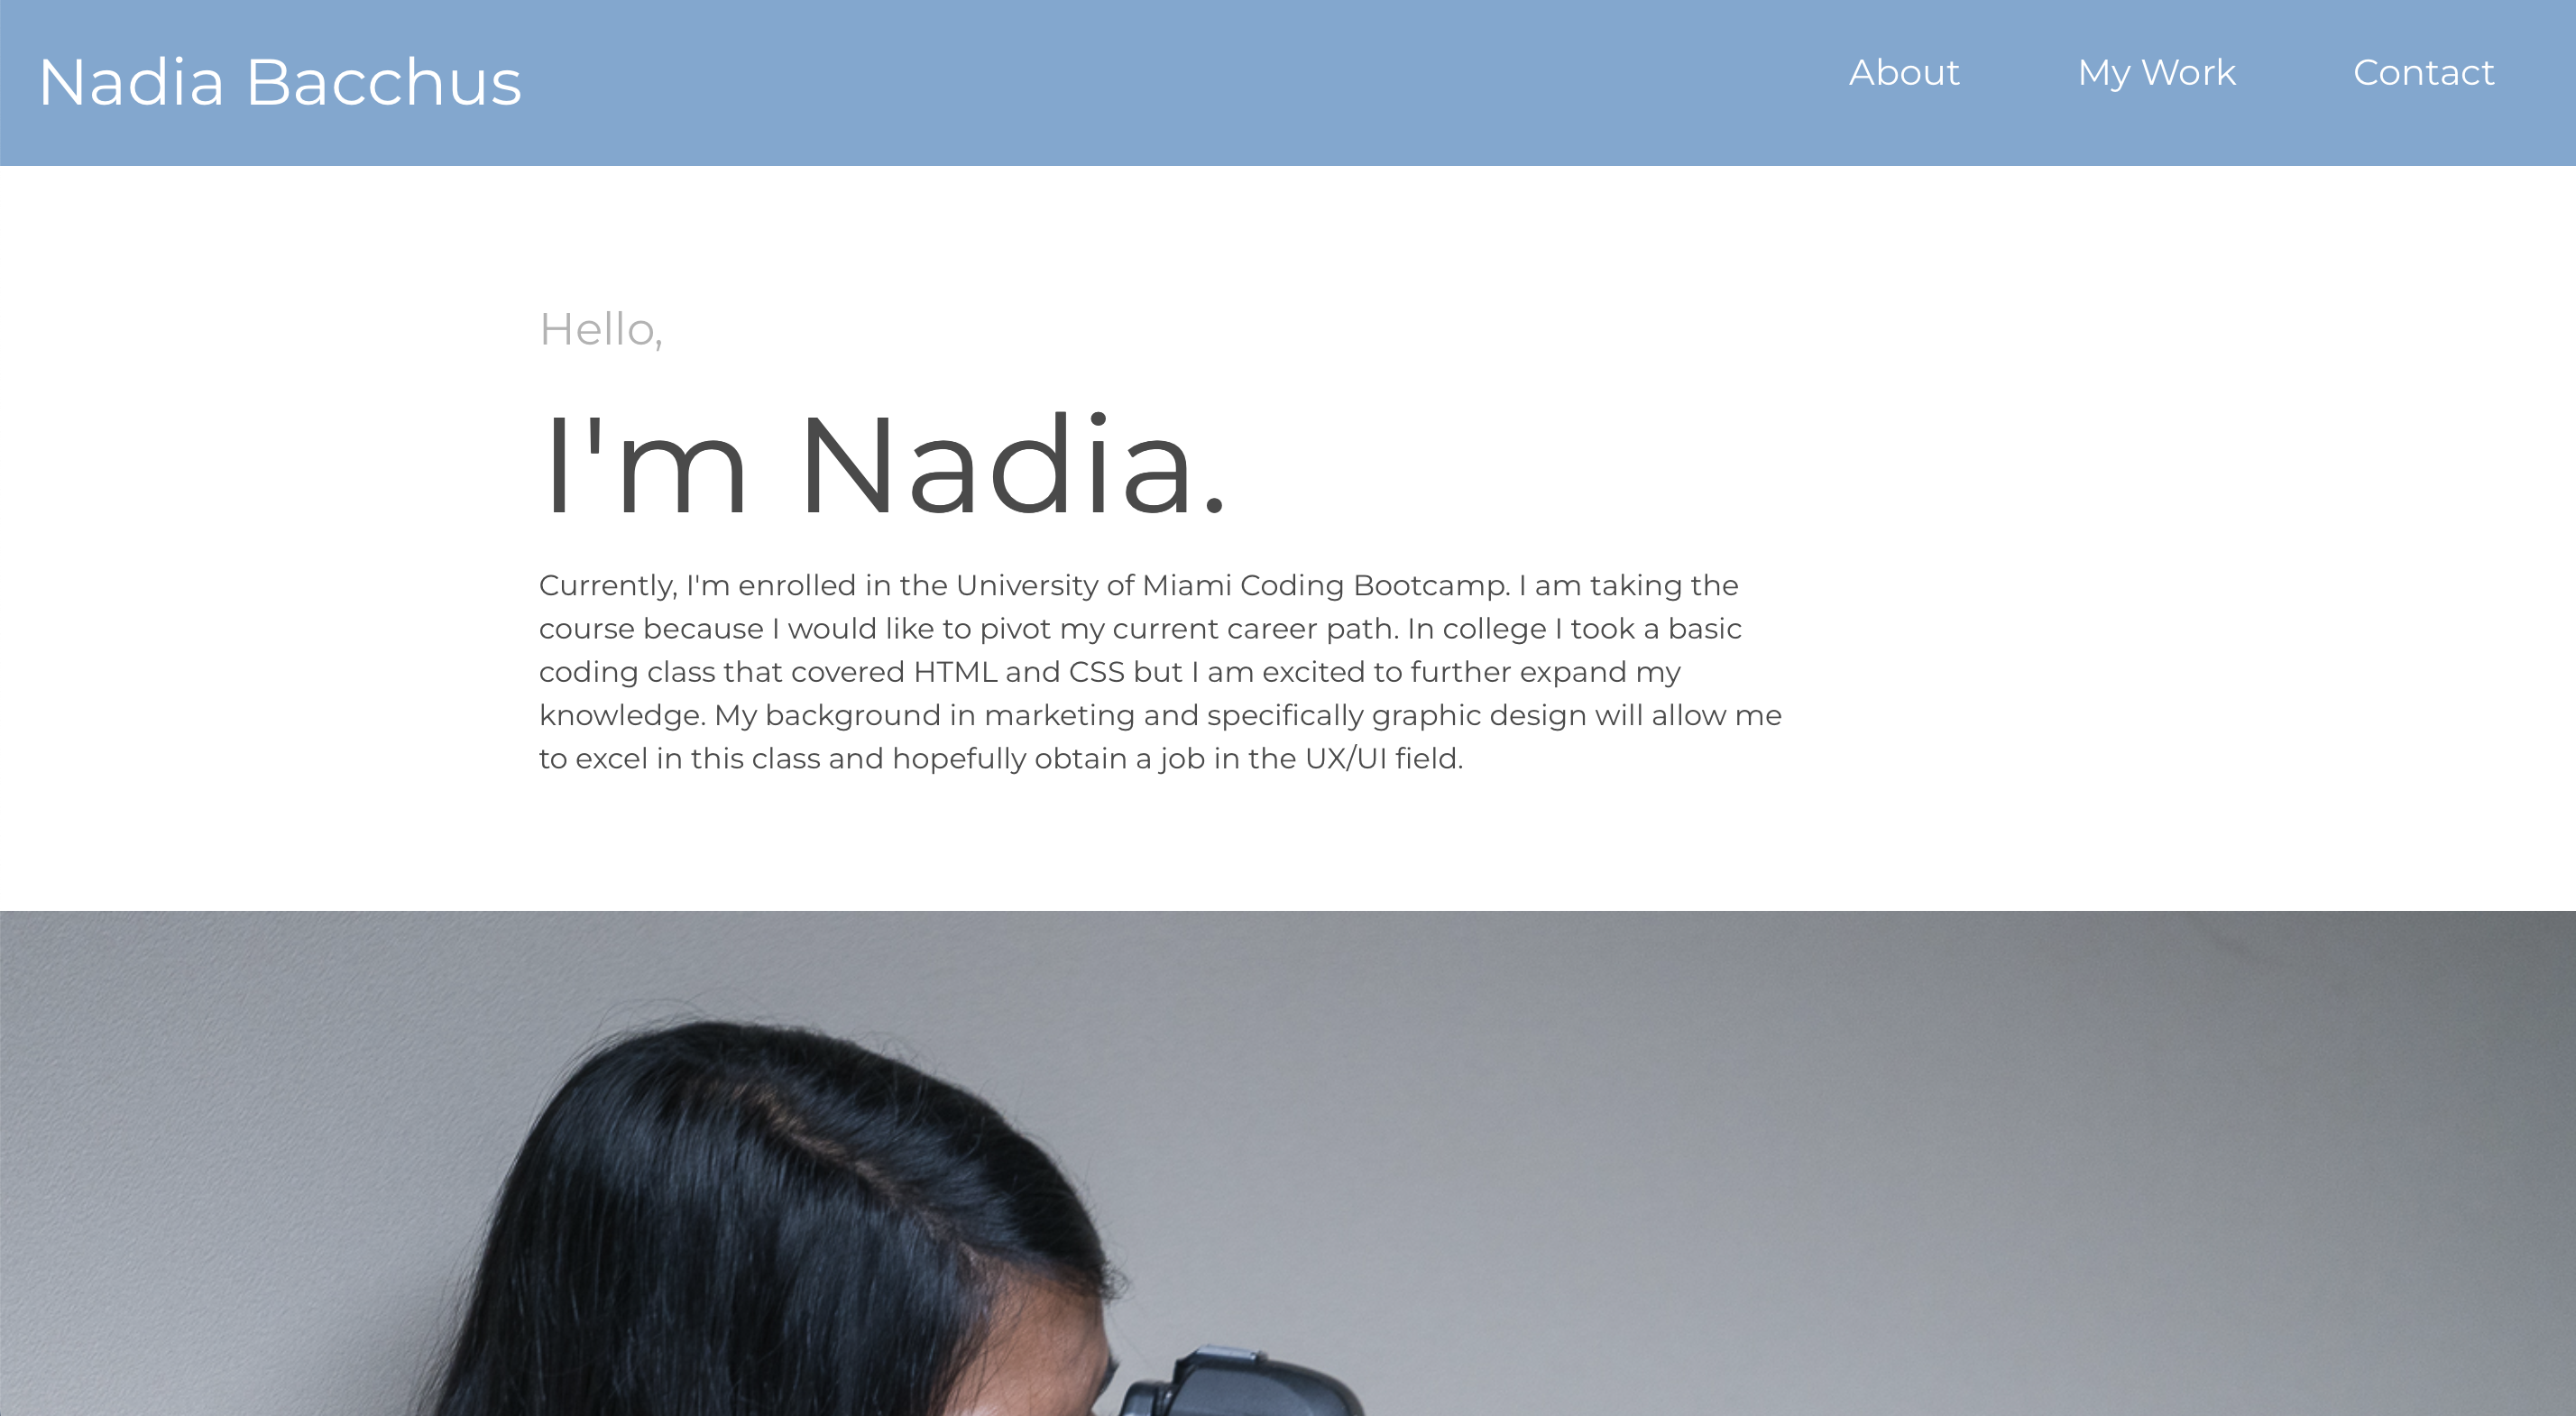 Nadia Bacchus
About
My Work
Contact
Hello,
I'm Nadia.
Currently, I'm enrolled in the University of Miami Coding Bootcamp. I am taking the
course because I would like to pivot my current career path. In college I took a basic
coding class that covered HTML and CSS but I am excited to further expand my
knowledge. My background in marketing and specifically graphic design will allow me
to excel in this class and hopefully obtain a job in the UX/UI field.